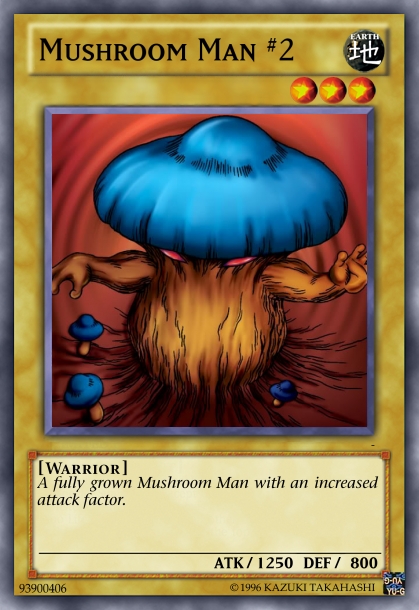 MUSHROOM MAN #2
EARTH
地
[WARRIOR]
A fully grown Mushroom Man with an increased
attack factor.
ATK / 1250 DEF / 800
93900406
©1996 KAZUKI TAKAHASHI